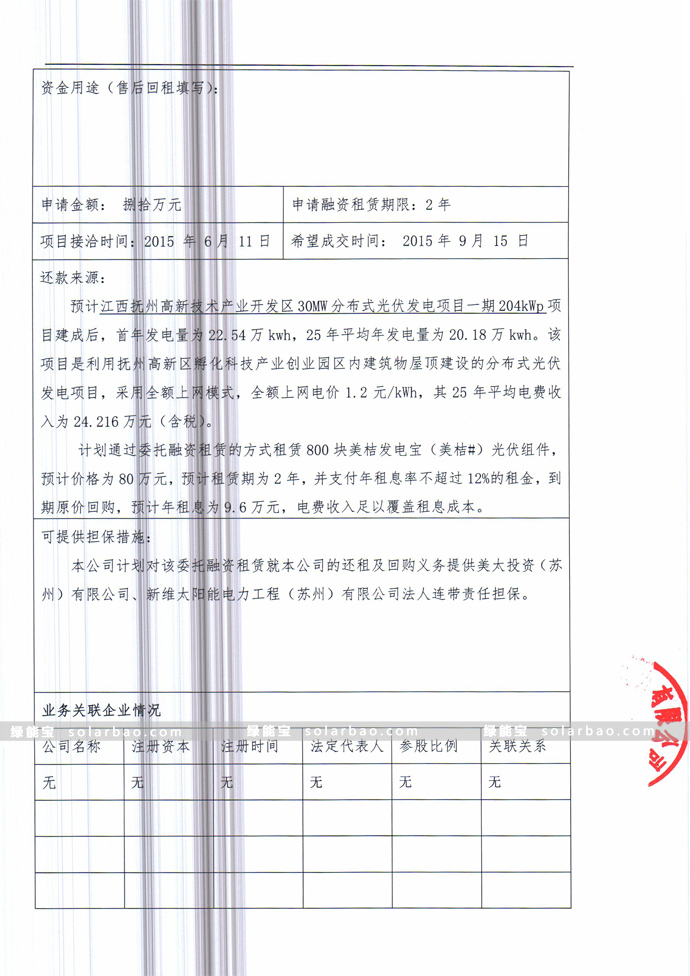 资金用途（售后回租填写）：
申请金额： 捌拾万元
申请融资租赁期限：2 年
项目接洽时间：2015 年 6 月 11 日
希望成交时间： 2015 年 9 月 15 日
还款来源：
预计江西抚州高新技术产业开发区 30MW 分布式光伏发电项目一期 204kWp 项
目建成后，首年发电量为 22.54 万 kwh，25 年平均年发电量为 20.18 万 kwh。该
项目是利用抚州高新区孵化科技产业创业园区内建筑物屋顶建设的分布式光伏
发电项目，采用全额上网模式，全额上网电价 1.2 元/kWh，其 25 年平均电费收
入为 24.216 万元（含税）。
计划通过委托融资租赁的方式租赁 800 块美桔发电宝（美桔#）光伏组件，
预计价格为 80 万元，预计租赁期为 2 年，并支付年租息率不超过 12%的租金，到
期原价回购，预计年租息为 9.6 万元，电费收入足以覆盖租息成本。
可提供担保措施：
本公司计划对该委托融资租赁就本公司的还租及回购义务提供美太投资（苏
州）有限公司、新维太阳能电力工程（苏州）有限公司法人连带责任担保。
有限公司
业务关联企业情况
绿能宝 solarbao.com 绿能宝 solarbao.com 绿能宝 solarbao.com
公司名称 注册资本 注册时间 法定代表人 参股比例 关联关系
无 无 无 无 无 无